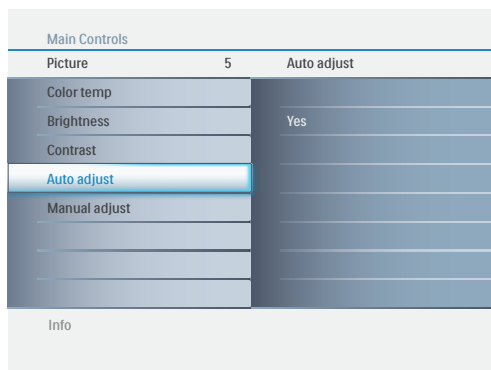 Main Controls
Picture 5 Auto adjust
Color temp
Brightness Yes
Contrast
Auto adjust
Manual adjust
Info